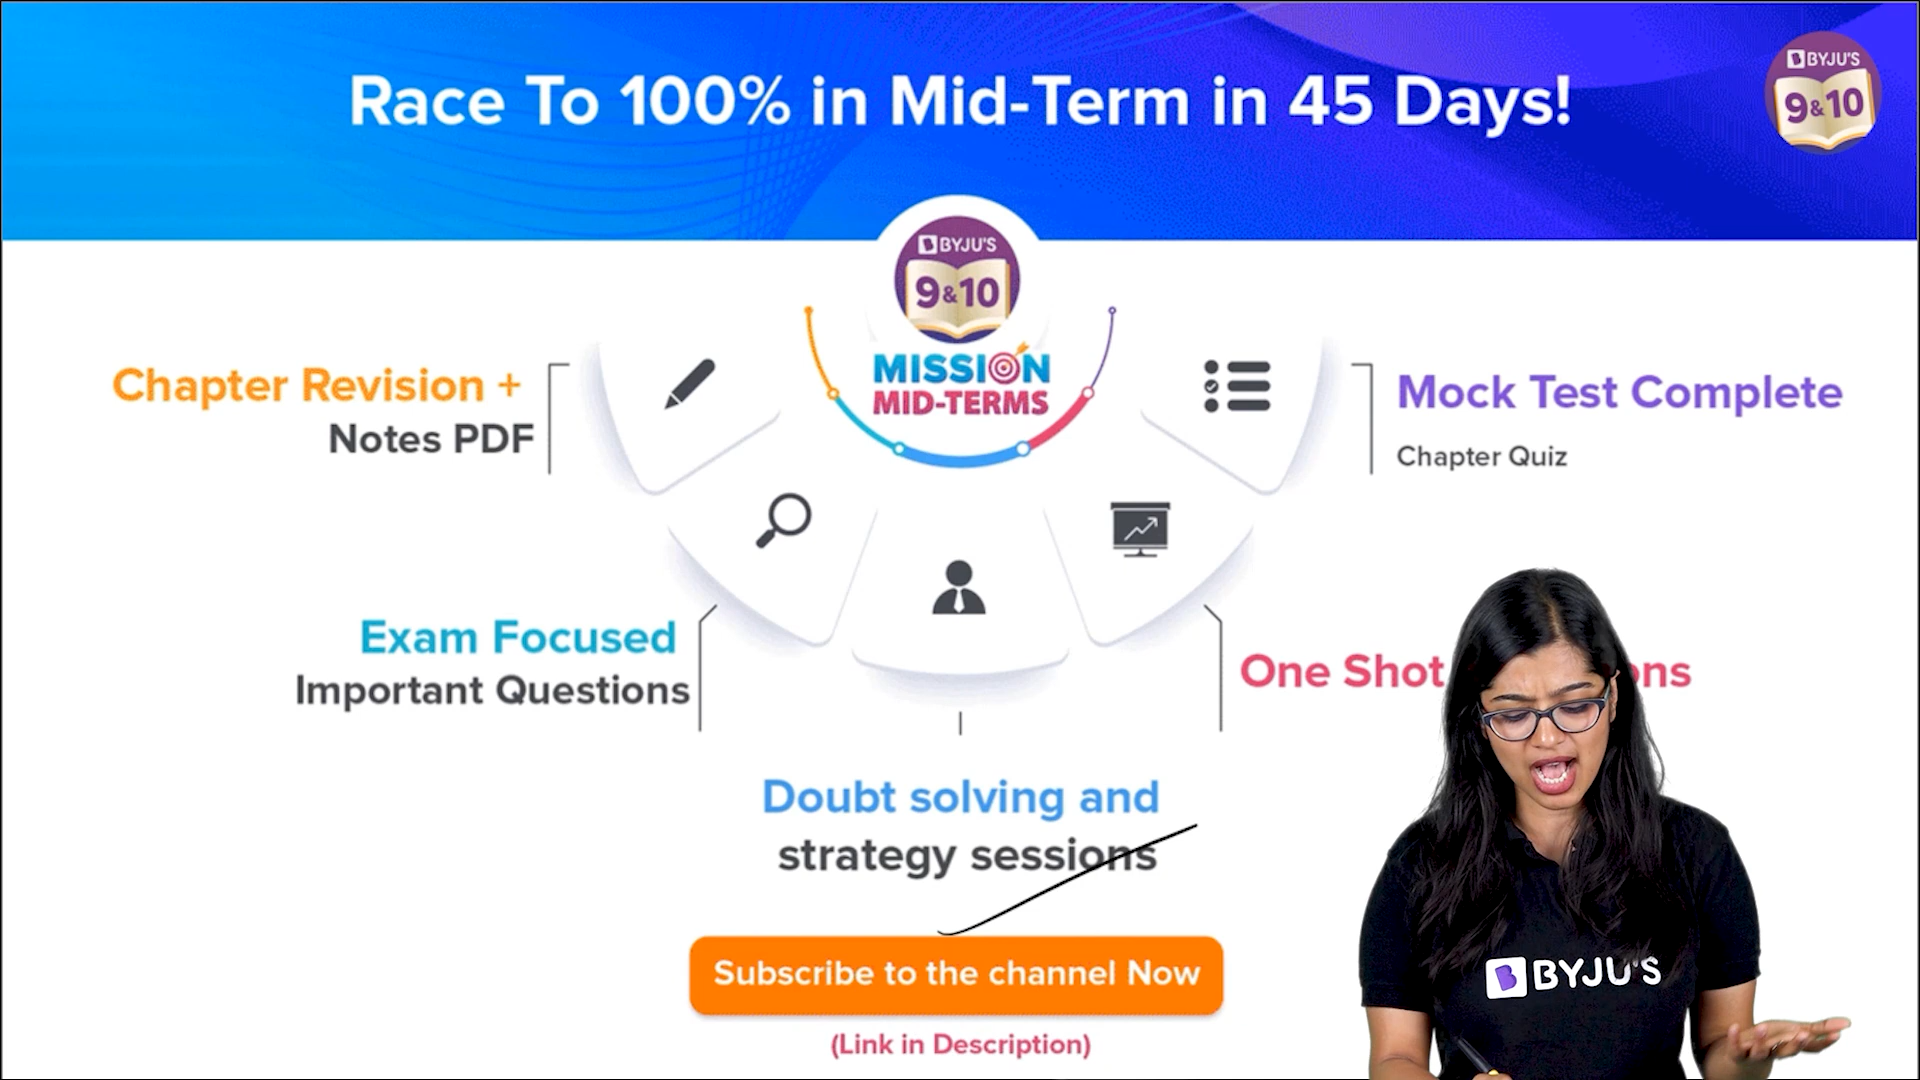 Race To 100% in Mid-Term in 45 Days!
BYJU'S
9&10
BYJU'S
9&10
MISSION
MID-TERMS
Chapter Revision +
Notes PDF
Mock Test Complete
Chapter Quiz
Exam Focused
Important Questions
One Shot
Doubt solving and
strategy sessions
Subscribe to the channel Now
(Link in Description)
BYJU'S